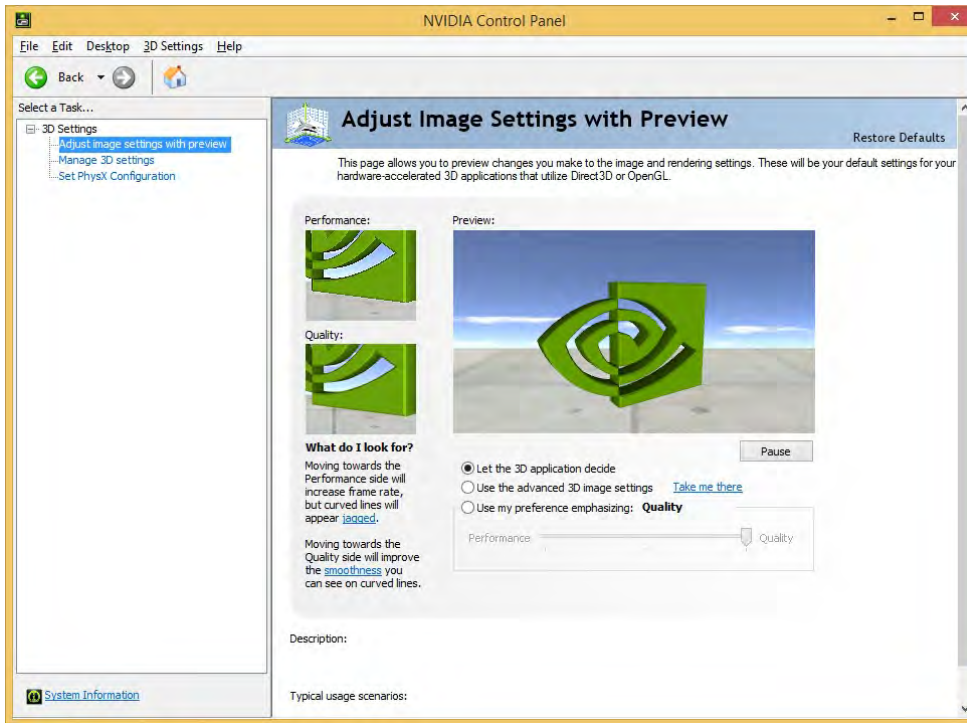 NVIDIA Control Panel
File Edit Desktop 3D Settings Help
Back
Select a Task...
3D Settings
Adjust image settings with preview
Manage 3D settings
Set PhysX Configuration
System Information
Adjust Image Settings with Preview
Restore Defaults
This page allows you to preview changes you make to the image and rendering settings. These will be your default settings for your
hardware-accelerated 3D applications that utilize Direct3D or OpenGL.
Performance:
Quality:
What do I look for?
Moving towards the
Performance side will
increase frame rate,
but curved lines will
appear jagged.
Moving towards the
Quality side will improve
the smoothness you
can see on curved lines.
Preview:
Pause
Let the 3D application decide
Use the advanced 3D image settings Take me there
Use my preference emphasizing: Quality
Performance Quality
Description:
Typical usage scenarios: